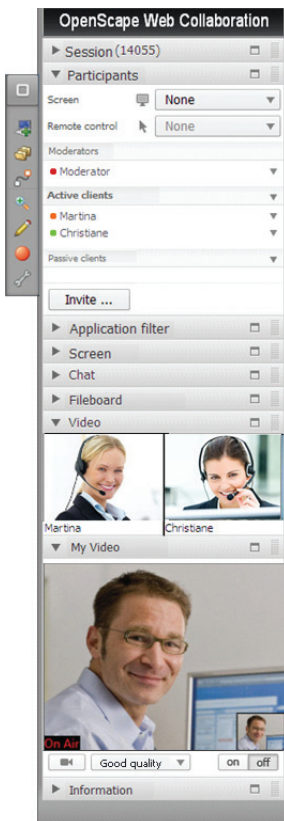 OpenScape Web Collaboration
Session (14055)
Participants
Screen None
Remote control None
Moderators
Moderator
Active clients
Martina
Christiane
Passive clients
Invite ...
Application filter
Screen
Chat
Fileboard
Video
Martina Christiane
My Video
On Air
Good quality on off
Information